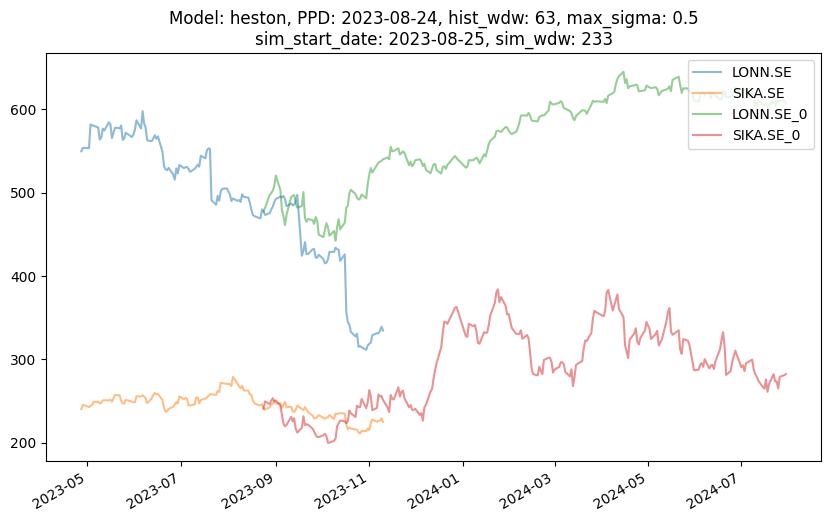 Model: heston, PPD: 2023-08-24, hist_wdw: 63, max_sigma: 0.5
sim_start_date: 2023-08-25, sim_wdw: 233
LONN.SE
SIKA.SE
LONN.SE_0
SIKA.SE_0
600
500
400
300
200
2023-05
2023-07
2023-09
2023-11
2024-01
2024-03
2024-05
2024-07